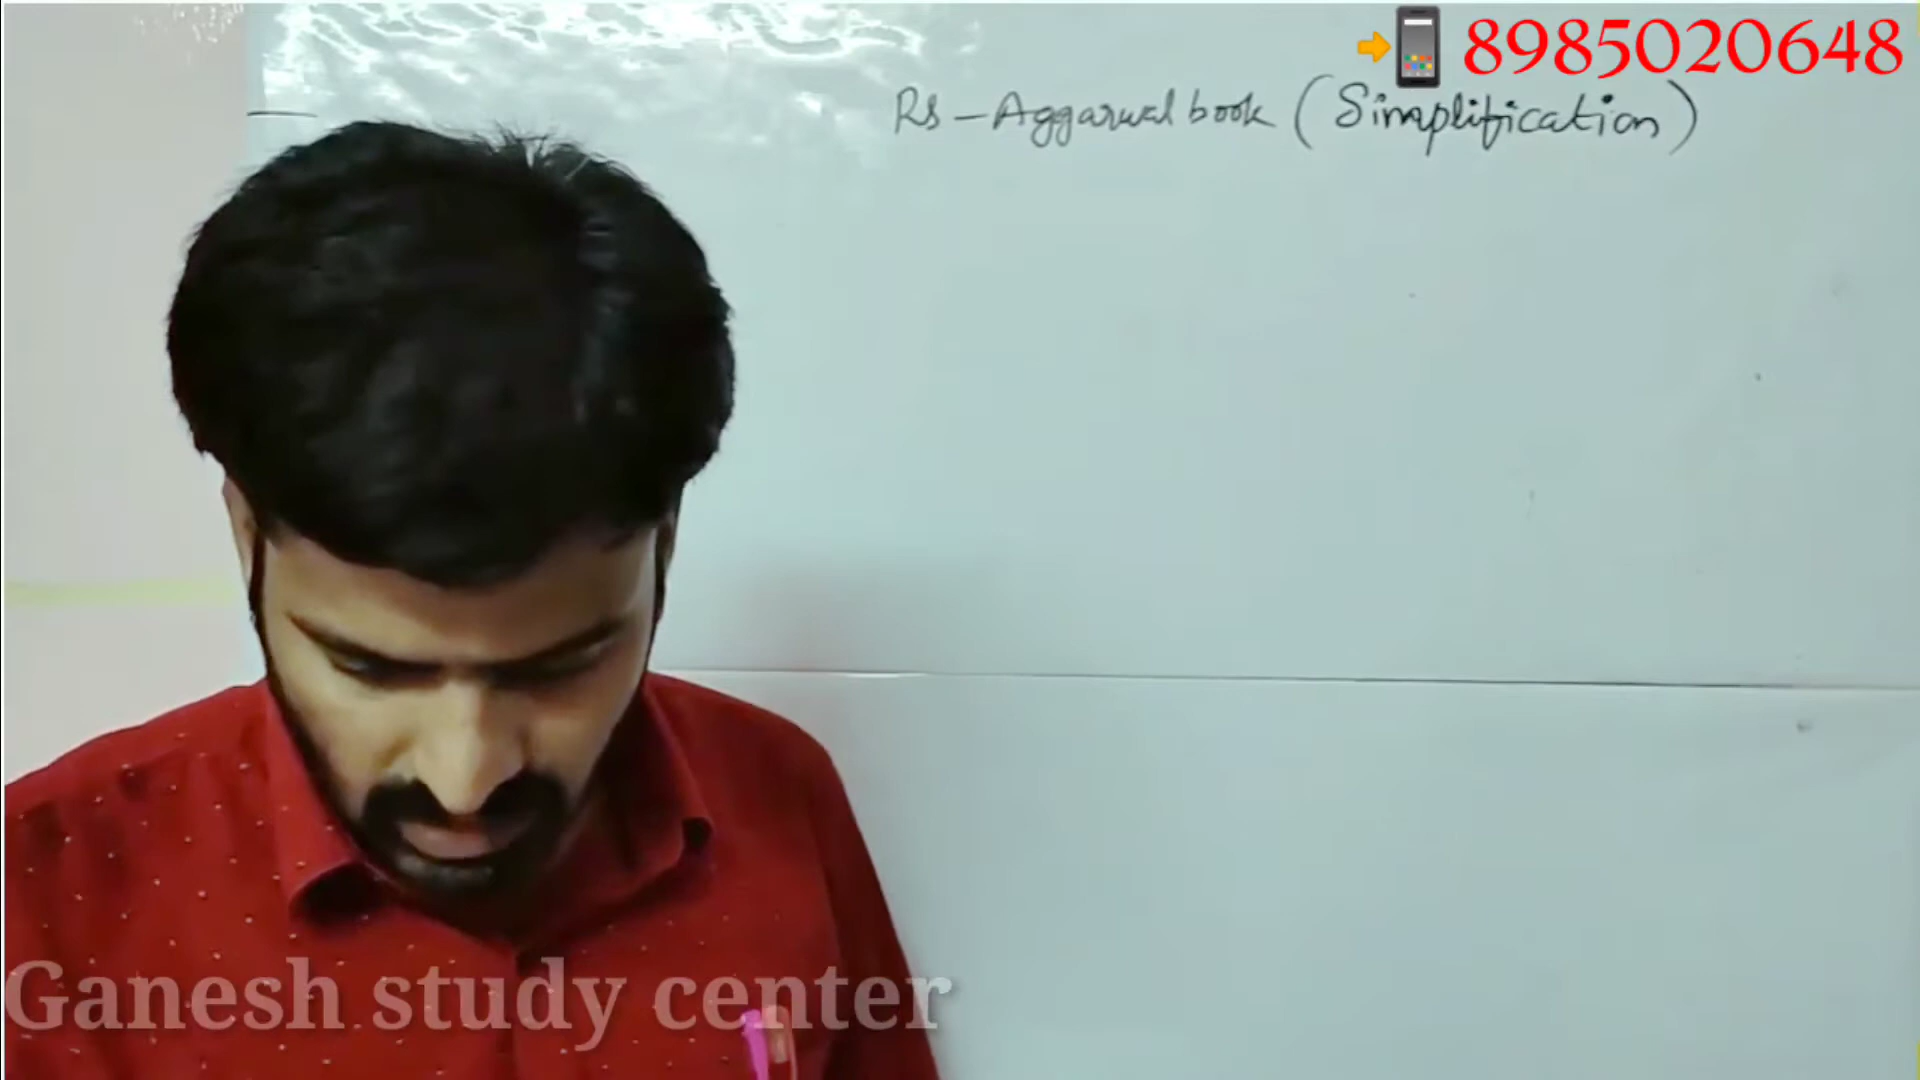 8985020648
Rs - Aggarwal book (Simplification)
Ganesh study center